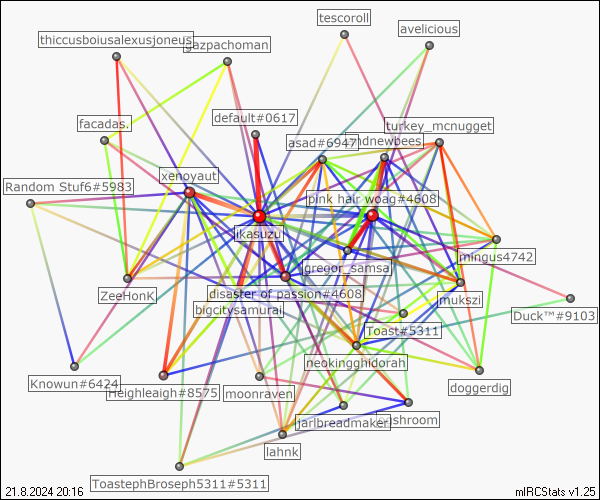 tescoroll
avelicious
thiccusboiusalexusjoneus
gazpachoman
default#0617
turkey_mcnugget
facadas.
asad#6947
ndnewbees
xenoyaut
Random Stuf6#5983
pink hair woag#4608
ikasuzu
mingus4742
gregor_samsa
ZeeHonK
disaster of passion#4608
jmukszi
bigcitysamurai
Duck™#9103
Toast#5311
neokingghidorah
Knowun#6424
Heighleaigh#8575
moonraven
doggerdig
jarlbreadmaker
shroom
lahnk
ToastephBroseph5311#5311
21.8.2024 20:16
mIRCStats v1.25